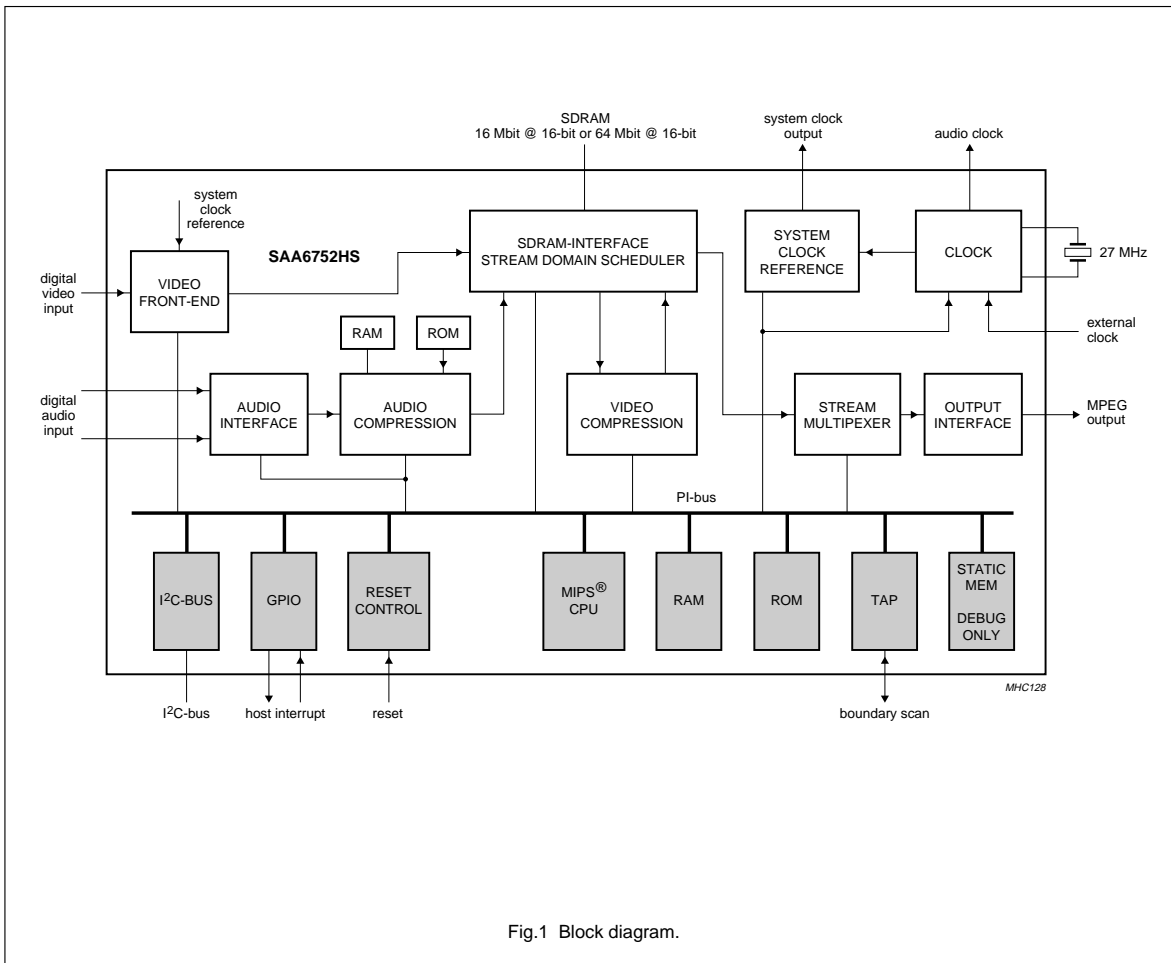 SDRAM
16 Mbit @ 16-bit or 64 Mbit @ 16-bit
system clock
output
audio clock
system
clock
reference
SAA6752HS
digital
video
input
VIDEO
FRONT-END
SDRAM-INTERFACE
STREAM DOMAIN SCHEDULER
SYSTEM
CLOCK
REFERENCE
CLOCK
27 MHz
external
clock
RAM
ROM
digital
audio
input
AUDIO
INTERFACE
AUDIO
COMPRESSION
VIDEO
COMPRESSION
STREAM
MULTIPEXER
OUTPUT
INTERFACE
MPEG
output
PI-bus
I²C-BUS
GPIO
RESET
CONTROL
MIPS®
CPU
RAM
ROM
TAP
STATIC
MEM
DEBUG
ONLY
MHC128
I²C-bus
host interrupt
reset
boundary scan
Fig.1 Block diagram.